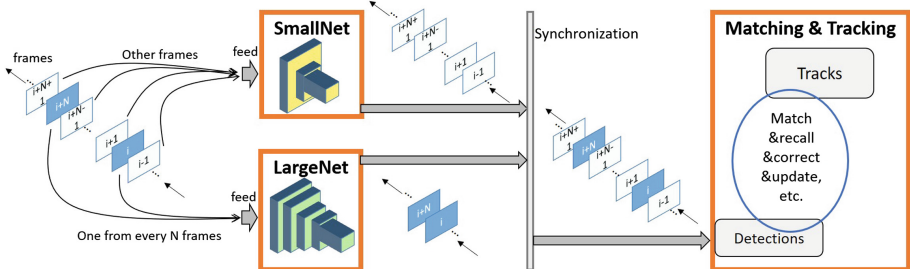 frames
Other frames
i+N+
1
i+N
i+N-
1
i+1
i
i-1
One from every N frames
feed
feed
SmallNet
LargeNet
i+N+
1
i+N-
1
i+1
i-1
i+N
i
Synchronization
i+N+
1
i+N
i+N-
1
i+1
i
i-1
Matching & Tracking
Tracks
Match
&recall
&correct
&update,
etc.
Detections